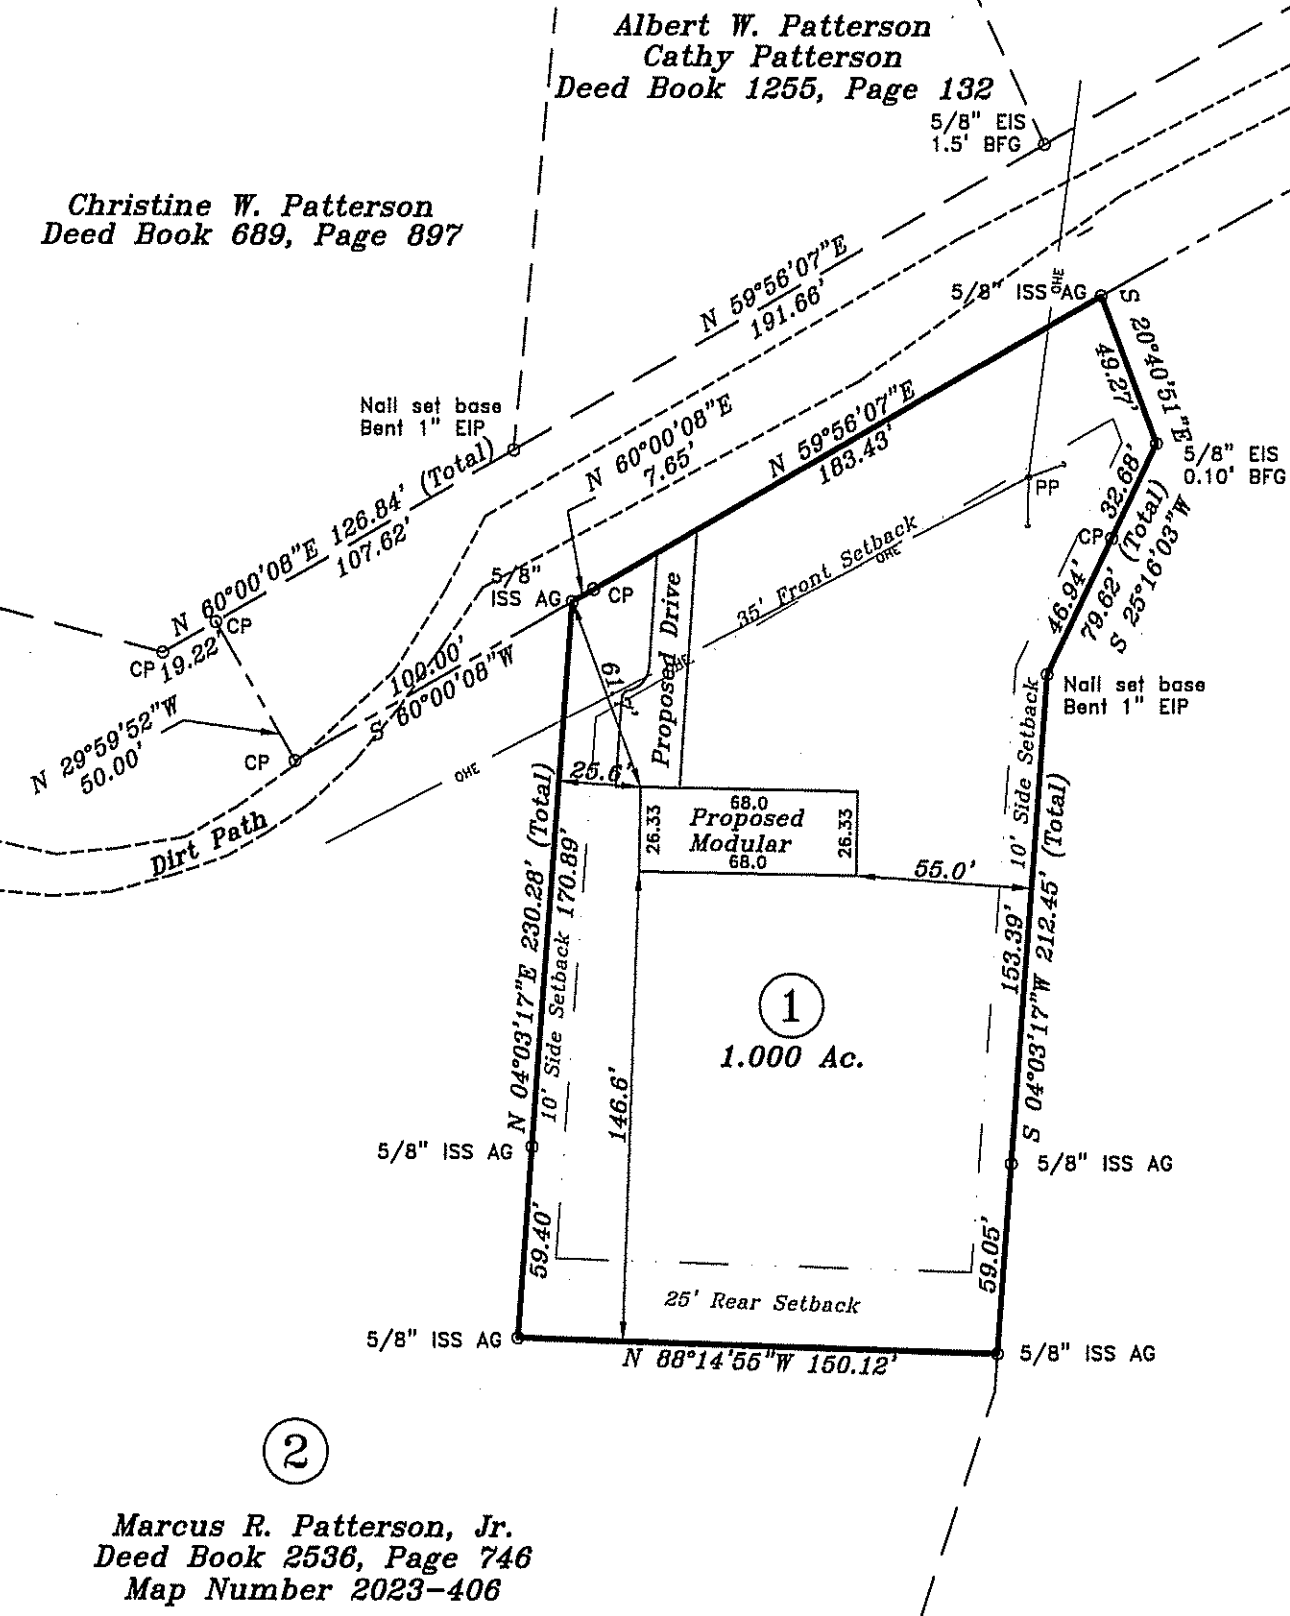 Albert W. Patterson
Cathy Patterson
Deed Book 1255, Page 132
5/8" EIS
1.5' BFG
Christine W. Patterson
Deed Book 689, Page 897
N 59°56'07"E
191.66'
5/8" ISS AG
OHE
S 20°40'51"E
49.27'
Nail set base
Bent 1" EIP
N 60°00'08"E 126.84' (Total)
107.62'
N 60°00'08"E
7.65'
N 59°56'07"E
183.43'
5/8" EIS
0.10' BFG
PP
32.68'
CP
79.62' (Total)
S 25°16'03"W
46.94'
35' Front Setback
OHE
5/8"
ISS AG
CP
CP
CP
19.22'
100.00'
S 60°00'08"W
N 29°59'52"W
50.00'
CP
OHE
Dirt Path
Proposed Drive
OHE
25.6'
68.0
Proposed
Modular
68.0
26.33
26.33
55.0'
Nail set base
Bent 1" EIP
10' Side Setback
153.39'
S 04°03'17"W 212.45' (Total)
N 04°03'17"E 230.28' (Total)
10' Side Setback 170.89'
146.6'
1
1.000 Ac.
5/8" ISS AG
5/8" ISS AG
59.40'
59.05'
25' Rear Setback
5/8" ISS AG
N 88°14'55"W 150.12'
5/8" ISS AG
2
Marcus R. Patterson, Jr.
Deed Book 2536, Page 746
Map Number 2023-406